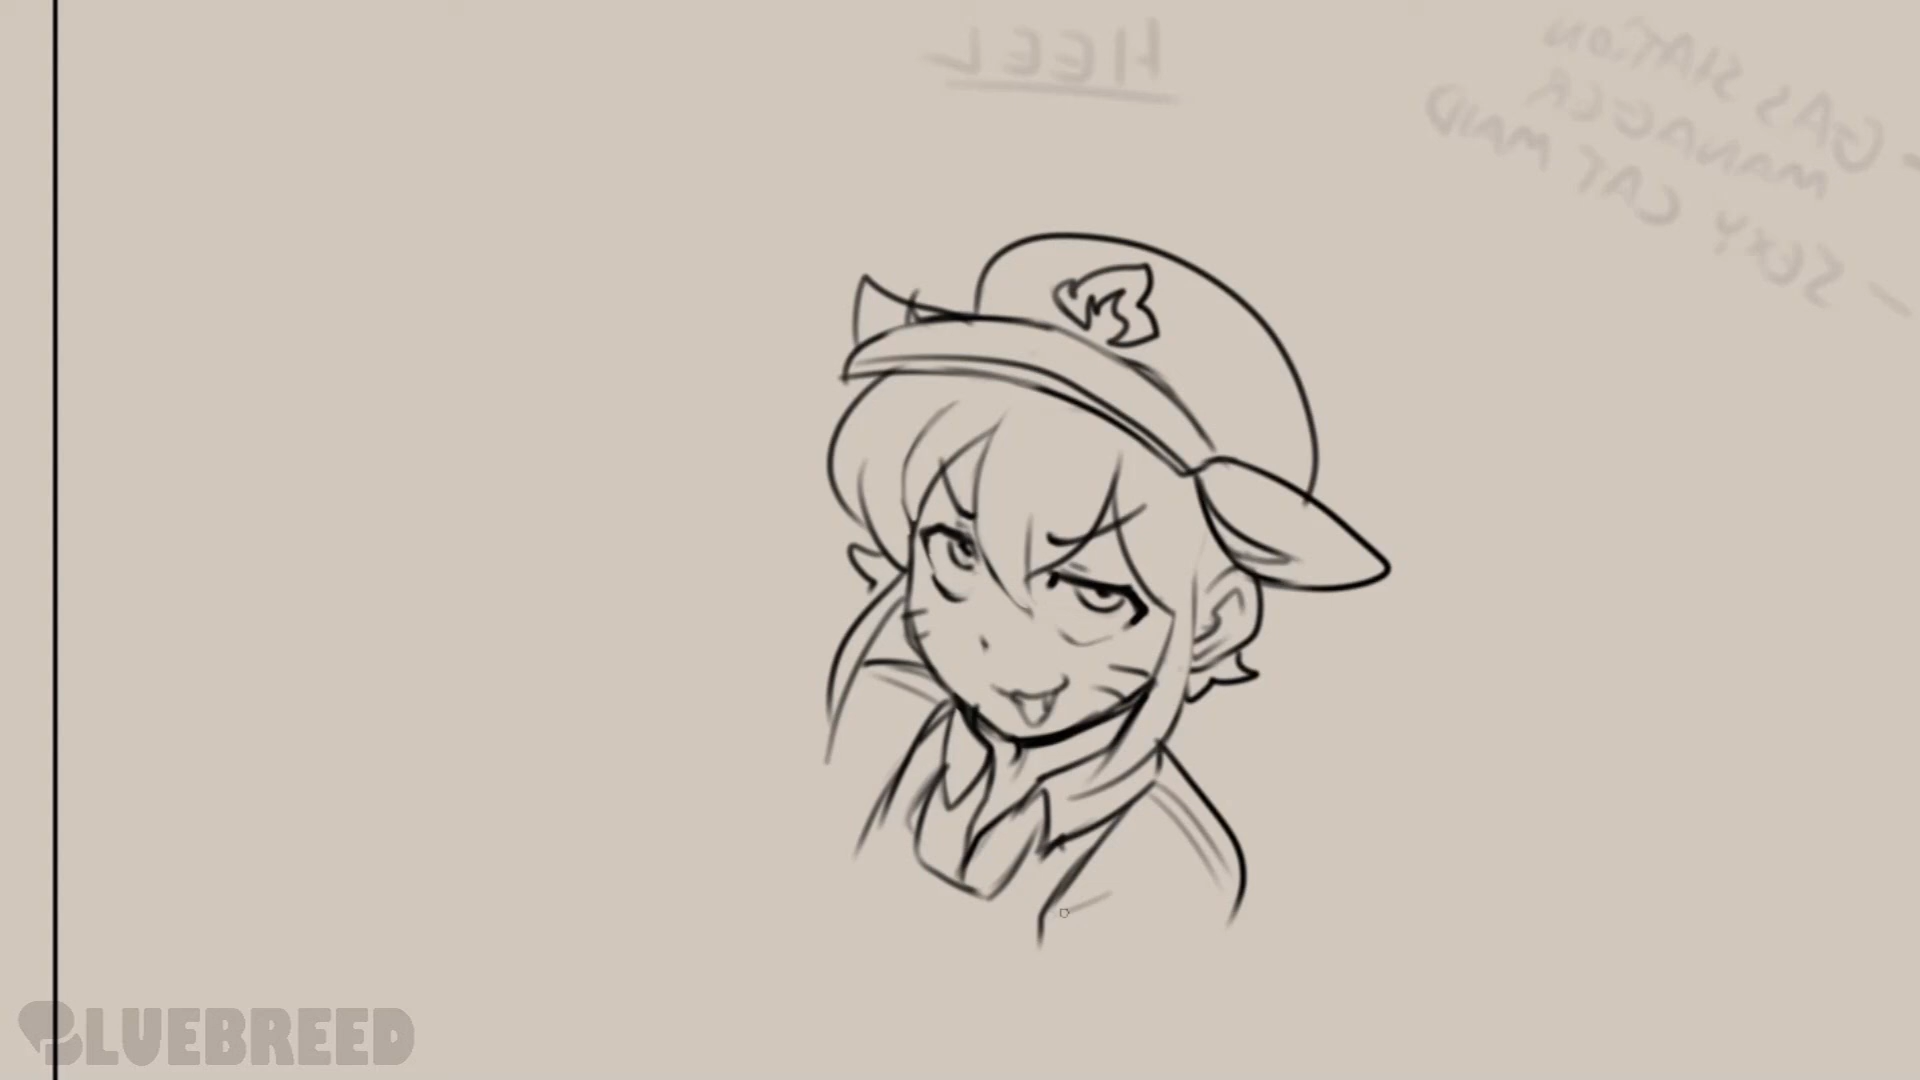 HEEL
- GAS STATION
MANAGER
- SEXY CAT MAID
BLUEBREED